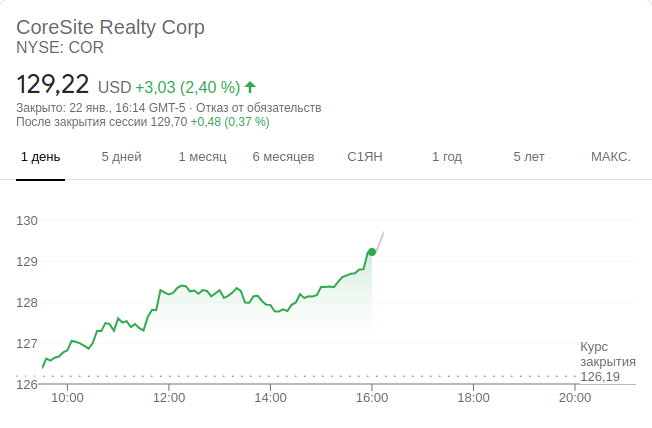 CoreSite Realty Corp
NYSE: COR
129,22 USD +3,03 (2,40 %)
Закрыто: 22 янв., 16:14 GMT-5 · Отказ от обязательств
После закрытия сессии 129,70 +0,48 (0,37 %)
1 день 5 дней 1 месяц 6 месяцев С1ЯН 1 год 5 лет МАКС.
130
129
128
127
126
Курс
закрытия
126,19
10:00 12:00 14:00 16:00 18:00 20:00